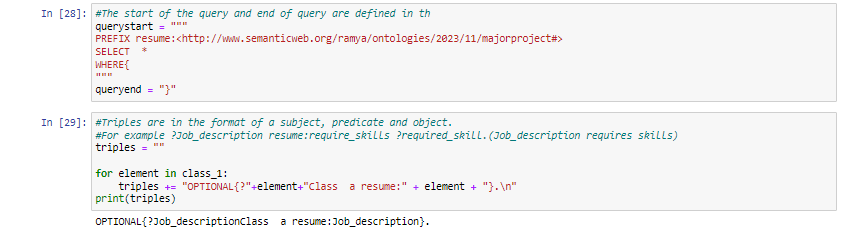 In [28]: #The start of the query and end of query are defined in th
querystart = """
PREFIX resume:<http://www.semanticweb.org/ramya/ontologies/2023/11/majorproject#>
SELECT  *
WHERE{
"""
queryend = "}"
In [29]: #Triples are in the format of a subject, predicate and object.
#For example ?Job_description resume:require_skills ?required_skill.(Job_description requires skills)
triples = ""
for element in class_1:
    triples += "OPTIONAL{?"+element+"Class  a resume:" + element + "}.\n"
print(triples)
OPTIONAL{?Job_descriptionClass  a resume:Job_description}.